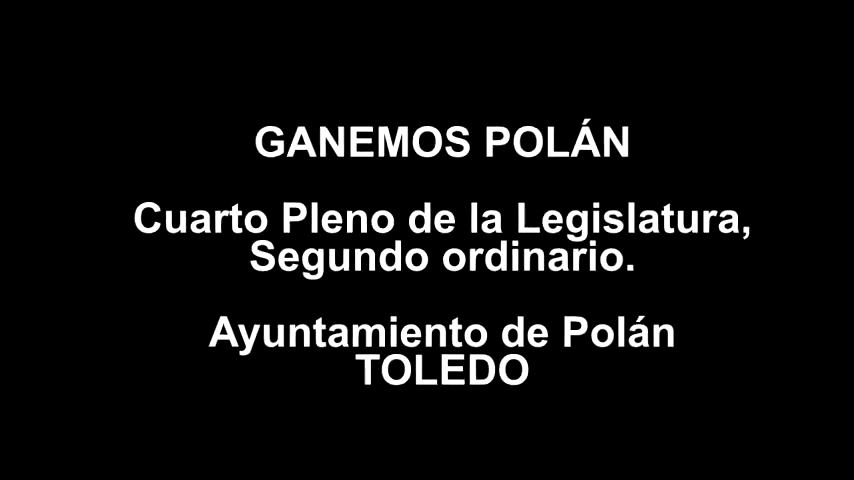 GANEMOS POLÁN
Cuarto Pleno de la Legislatura,
Segundo ordinario.
Ayuntamiento de Polán
TOLEDO